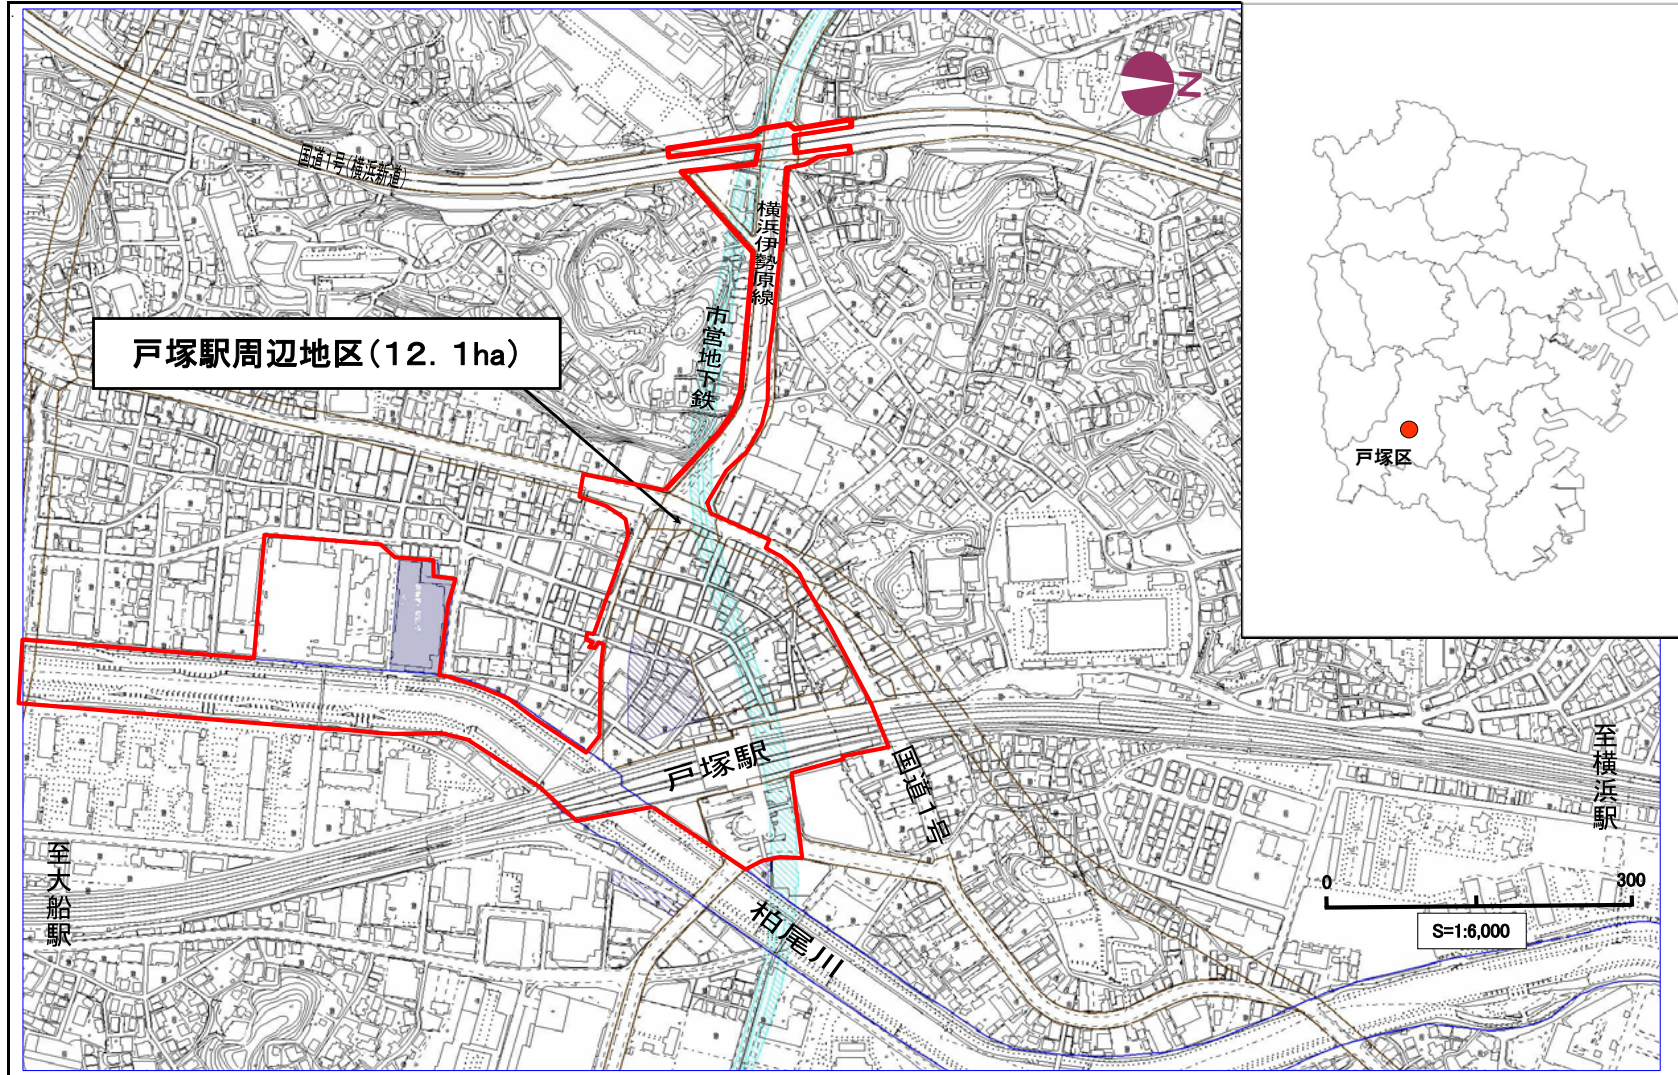 N
国道1号(横浜新道)
横浜伊勢原線
市営地下鉄
戸塚駅周辺地区(12.1ha)
戸塚区
戸塚駅
国道1号
至横浜駅
至大船駅
柏尾川
0
300
S=1:6,000